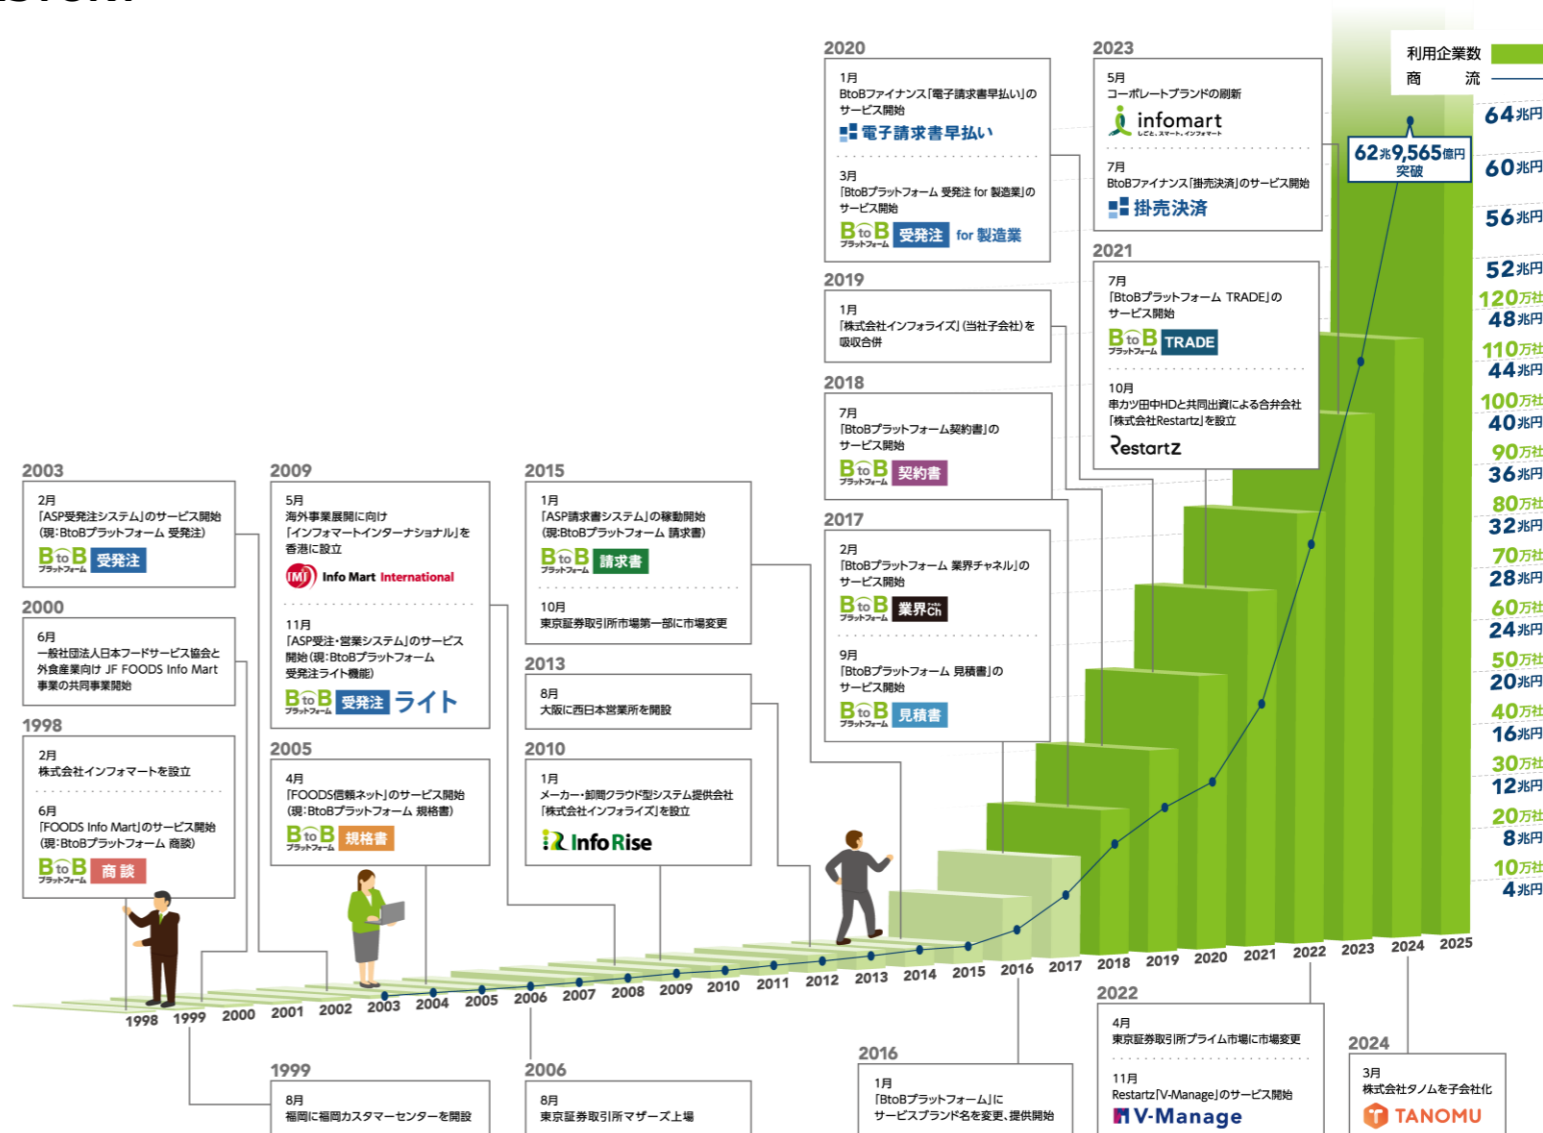 2003
2月
「ASP受発注システム」のサービス開始
(現:BtoBプラットフォーム 受発注)
BtoB
プラットフォーム
受発注
2000
6月
一般社団法人日本フードサービス協会と
外食産業向け JF FOODS Info Mart
事業の共同事業開始
1998
2月
株式会社インフォマートを設立
6月
「FOODS Info Mart」のサービス開始
(現:BtoBプラットフォーム 商談)
BtoB
プラットフォーム
商談
2009
5月
海外事業展開に向け
「インフォマートインターナショナル」を
香港に設立
IMI Info Mart International
11月
「ASP受注・営業システム」のサービス
開始(現:BtoBプラットフォーム
受発注ライト機能)
BtoB
プラットフォーム
受発注 ライト
2005
4月
「FOODS信頼ネット」のサービス開始
(現:BtoBプラットフォーム 規格書)
BtoB
プラットフォーム
規格書
2015
1月
「ASP請求書システム」の稼動開始
(現:BtoBプラットフォーム 請求書)
BtoB
プラットフォーム
請求書
10月
東京証券取引所市場第一部に市場変更
2013
8月
大阪に西日本営業所を開設
2010
1月
メーカー・卸間クラウド型システム提供会社
「株式会社インフォライズ」を設立
Info Rise
2020
1月
BtoBファイナンス「電子請求書早払い」の
サービス開始
電子請求書早払い
3月
「BtoBプラットフォーム 受発注 for 製造業」の
サービス開始
BtoB
プラットフォーム
受発注 for 製造業
2019
1月
「株式会社インフォライズ」(当社子会社)を
吸収合併
2018
7月
「BtoBプラットフォーム契約書」の
サービス開始
BtoB
プラットフォーム
契約書
2017
2月
「BtoBプラットフォーム 業界チャネル」の
サービス開始
BtoB
プラットフォーム
業界Ch
9月
「BtoBプラットフォーム 見積書」の
サービス開始
BtoB
プラットフォーム
見積書
2023
5月
コーポレートブランドの刷新
infomart
しごと、スマート。インフォマート
7月
BtoBファイナンス「掛売決済」のサービス開始
掛売決済
2021
7月
「BtoBプラットフォーム TRADE」の
サービス開始
BtoB
プラットフォーム
TRADE
10月
串カツ田中HDと共同出資による合弁会社
「株式会社Restartz」を設立
Restartz
利用企業数
商 流
62兆9,565億円
突破
64兆円
60兆円
56兆円
52兆円
120万社
48兆円
110万社
44兆円
100万社
40兆円
90万社
36兆円
80万社
32兆円
70万社
28兆円
60万社
24兆円
50万社
20兆円
40万社
16兆円
30万社
12兆円
20万社
8兆円
10万社
4兆円
1998 1999 2000 2001 2002 2003 2004 2005 2006 2007 2008 2009 2010 2011 2012 2013 2014 2015 2016 2017 2018 2019 2020 2021 2022 2023 2024 2025
1999
8月
福岡に福岡カスタマーセンターを開設
2006
8月
東京証券取引所マザーズ上場
2016
1月
「BtoBプラットフォーム」に
サービスブランド名を変更、提供開始
2022
4月
東京証券取引所プライム市場に市場変更
11月
Restartz「V-Manage」のサービス開始
V-Manage
2024
3月
株式会社タノムを子会社化
TANOMU